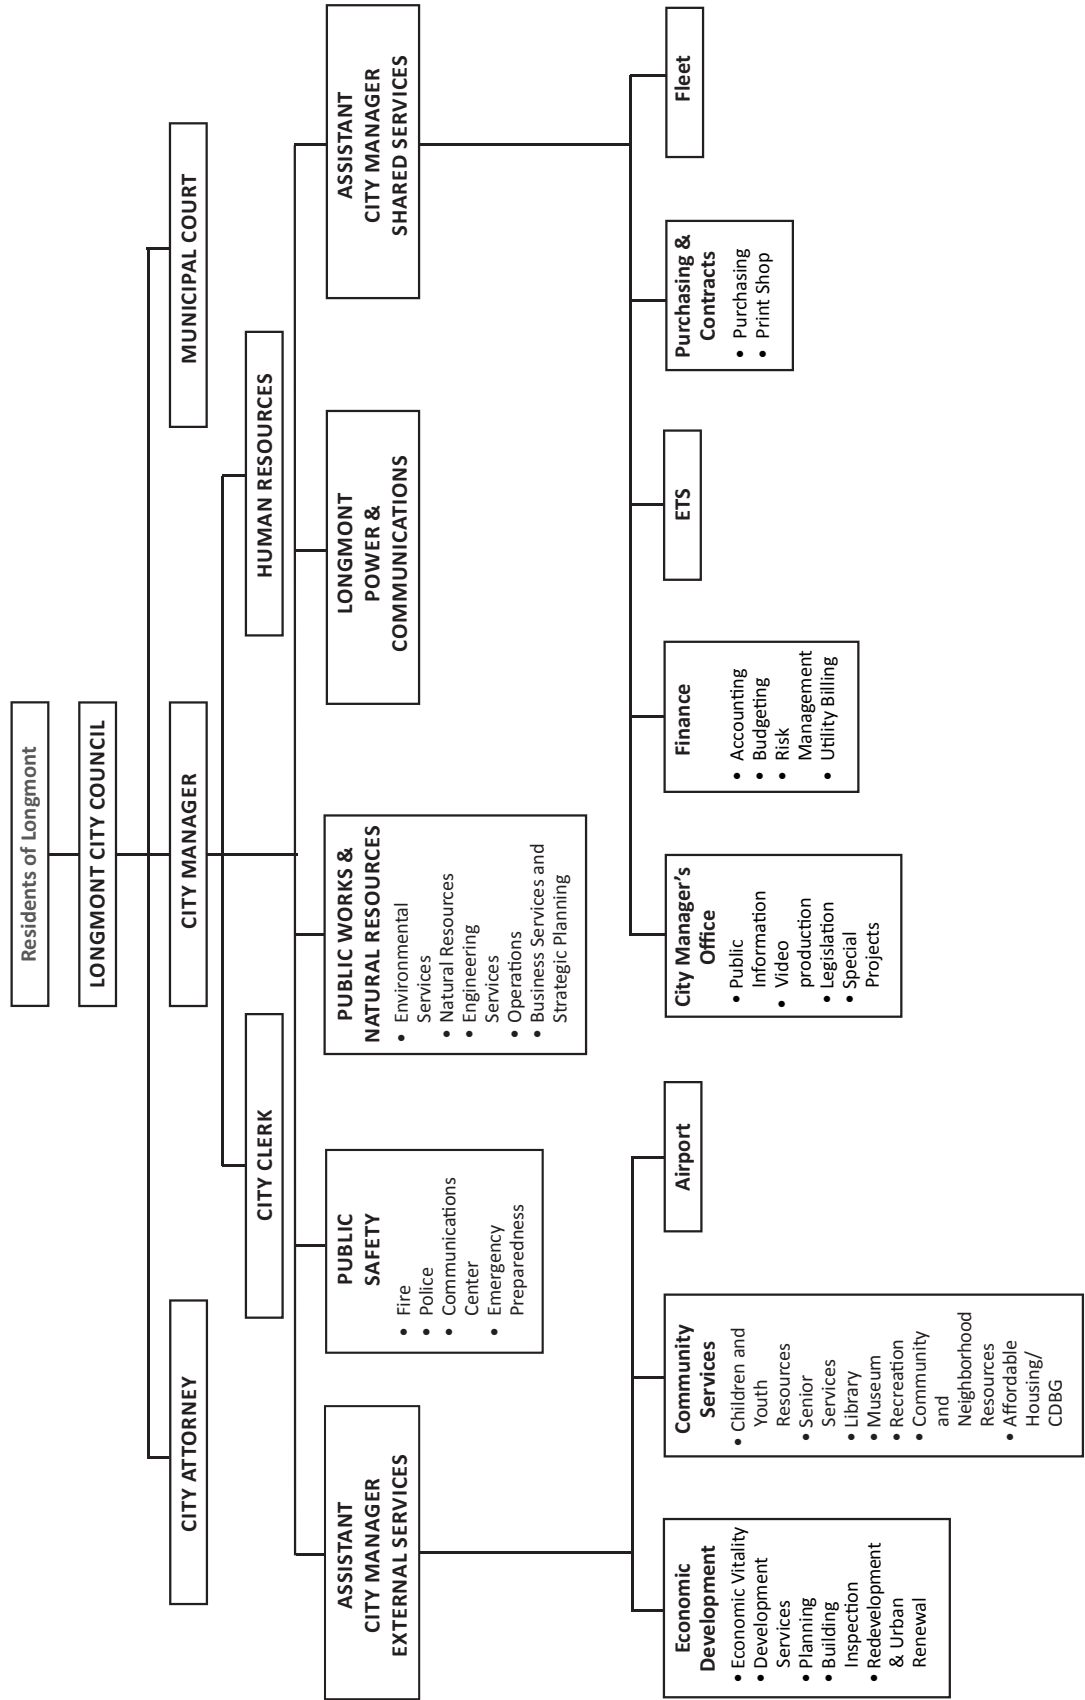 Residents of Longmont
LONGMONT CITY COUNCIL
CITY ATTORNEY
CITY MANAGER
MUNICIPAL COURT
CITY CLERK
HUMAN RESOURCES
ASSISTANT
CITY MANAGER
EXTERNAL SERVICES
PUBLIC
SAFETY
• Fire
• Police
• Communications
Center
• Emergency
Preparedness
PUBLIC WORKS &
NATURAL RESOURCES
• Environmental
Services
• Natural Resources
• Engineering
Services
• Operations
• Business Services and
Strategic Planning
LONGMONT
POWER &
COMMUNICATIONS
ASSISTANT
CITY MANAGER
SHARED SERVICES
Economic
Development
• Economic Vitality
• Development
Services
• Planning
• Building
Inspection
• Redevelopment
& Urban
Renewal
Community
Services
• Children and
Youth
Resources
• Senior
Services
• Library
• Museum
• Recreation
• Community
and
Neighborhood
Resources
• Affordable
Housing/
CDBG
Airport
City Manager's
Office
• Public
Information
• Video
production
• Legislation
• Special
Projects
Finance
• Accounting
• Budgeting
• Risk
Management
• Utility Billing
ETS
Purchasing &
Contracts
• Purchasing
• Print Shop
Fleet